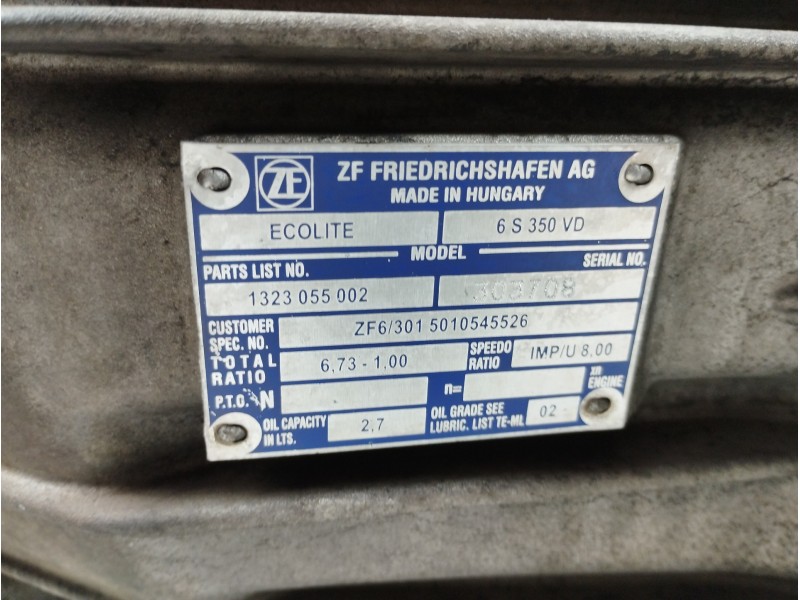 ZF
ZF FRIEDRICHSHAFEN AG
MADE IN HUNGARY
ECOLITE 6 S 350 VD
MODEL
PARTS LIST NO. SERIAL NO.
1323 055 002
CUSTOMER SPEC. NO. ZF6/301 5010545526
TOTAL RATIO 6,73 - 1,00 SPEEDO RATIO IMP/U 8,00
P.T.O. N n= X ENGINE
OIL CAPACITY IN LTS. 2,7 OIL GRADE SEE LUBRIC. LIST TE-ML 02